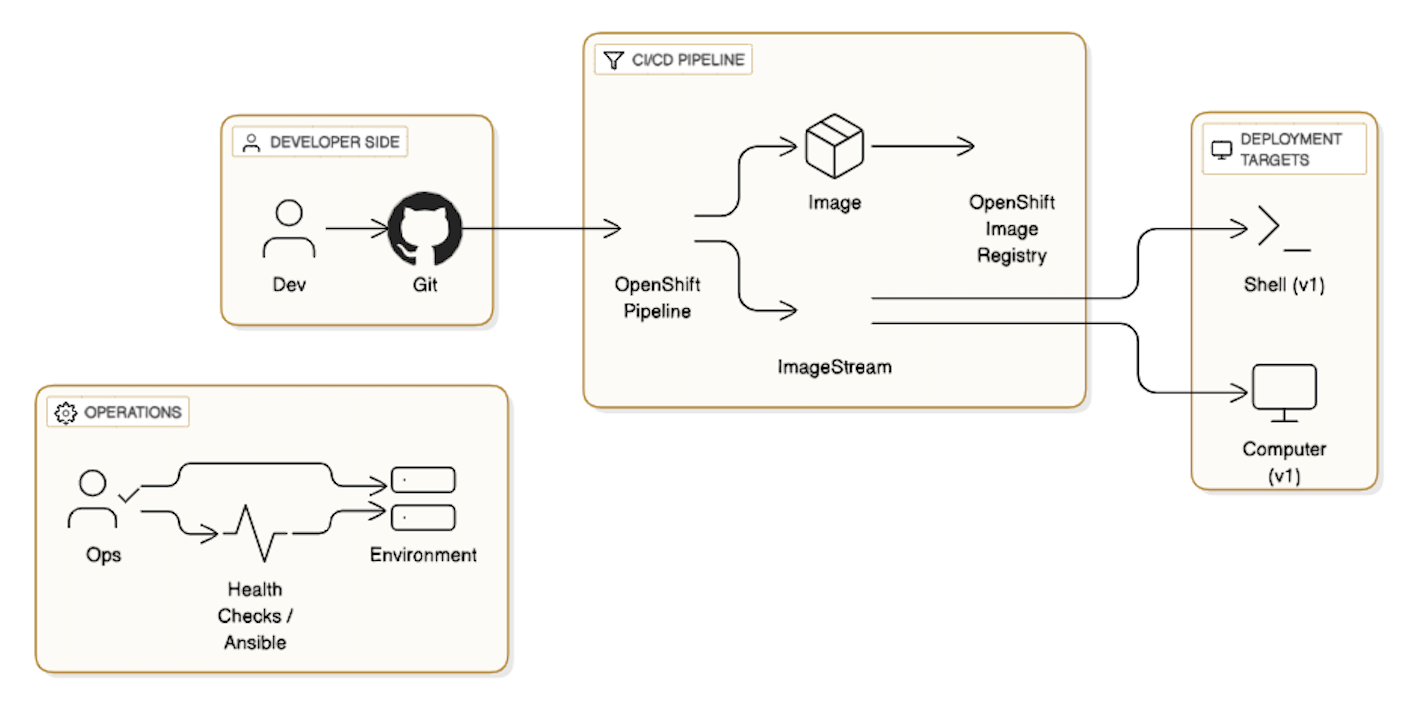 CI/CD PIPELINE
DEVELOPER SIDE
DEPLOYMENT
TARGETS
Image
OpenShift
Image
Registry
Dev
Git
OpenShift
Pipeline
Shell (v1)
ImageStream
Computer
(v1)
OPERATIONS
Ops
Environment
Health
Checks /
Ansible